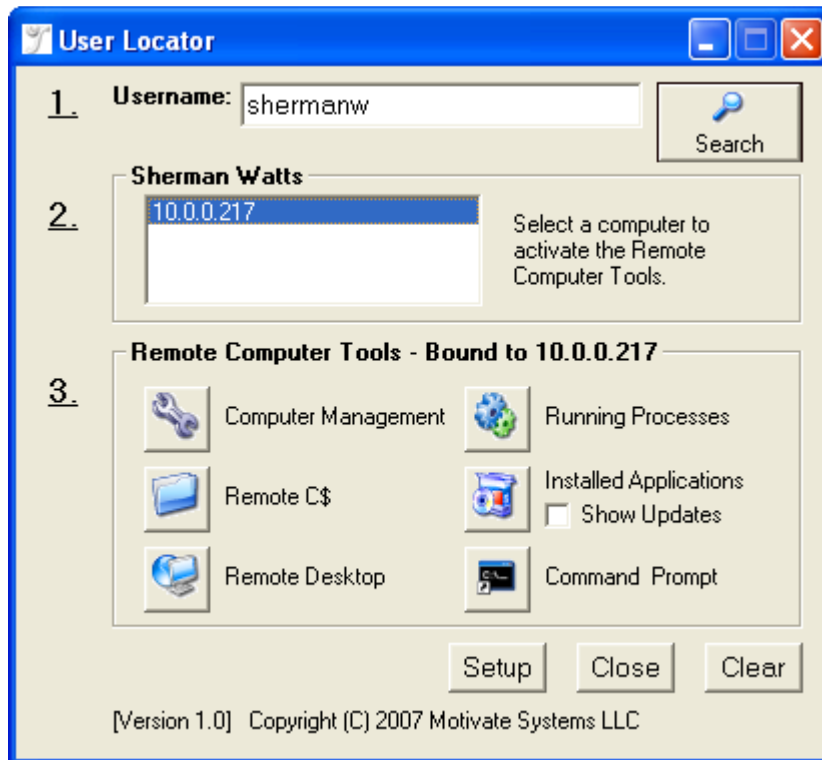 User Locator
1. Username: shermanw
Search
Sherman Watts
2. 10.0.0.217
Select a computer to
activate the Remote
Computer Tools.
Remote Computer Tools - Bound to 10.0.0.217
3.
Computer Management
Running Processes
Remote C$
Installed Applications
Show Updates
Remote Desktop
Command Prompt
Setup
Close
Clear
[Version 1.0] Copyright (C) 2007 Motivate Systems LLC